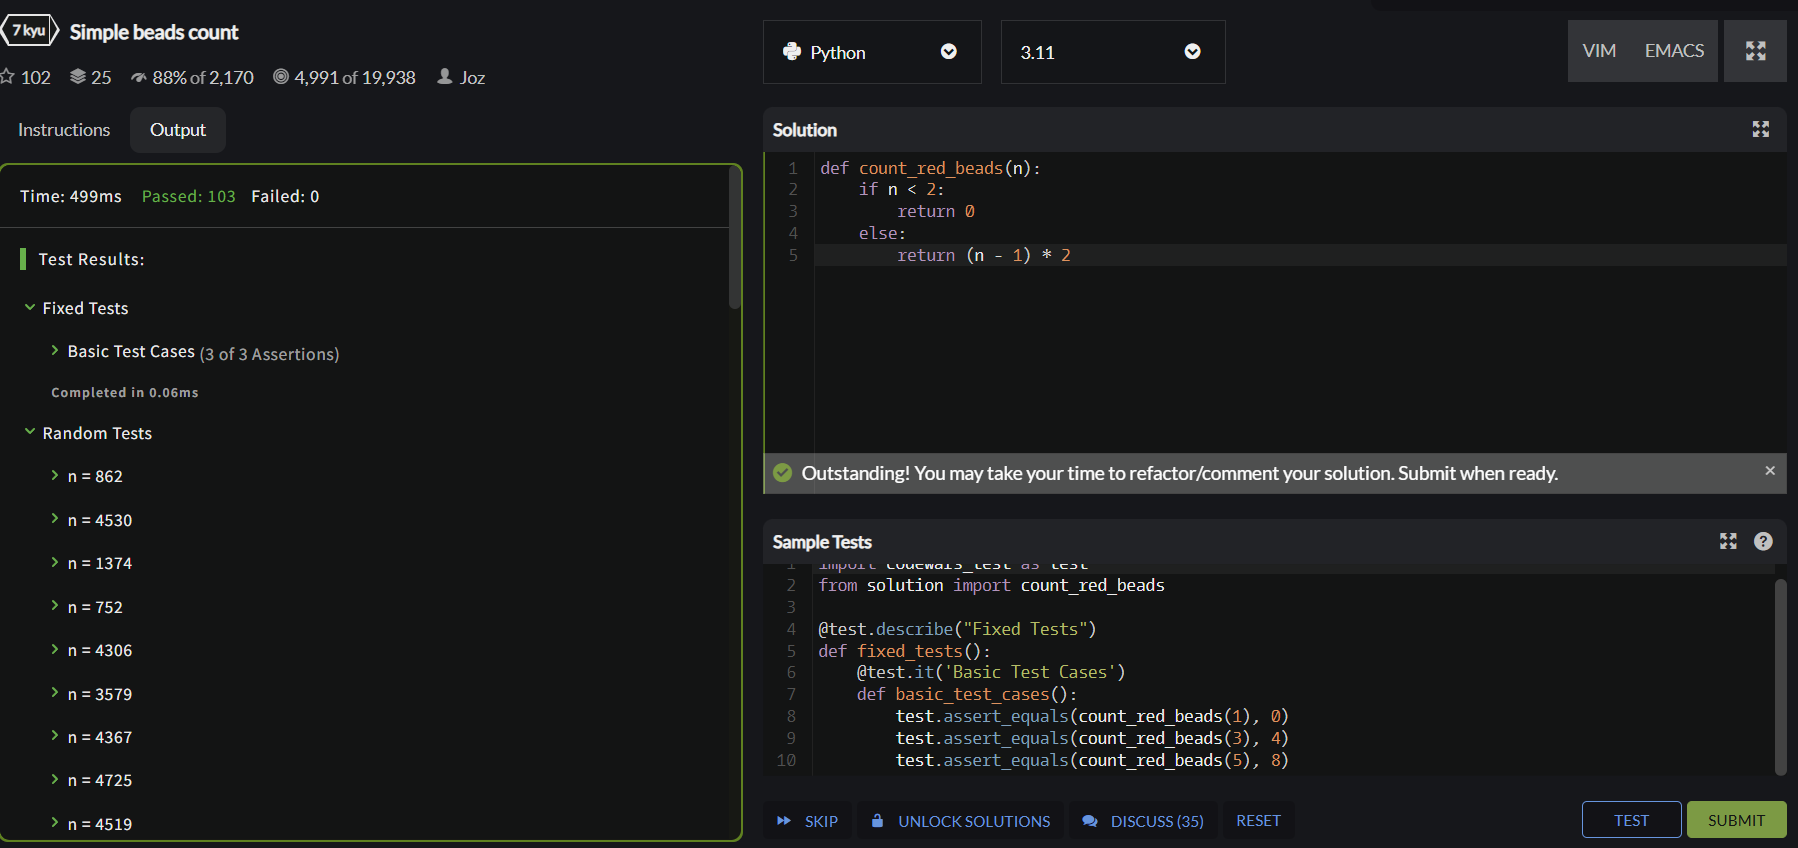 7 kyu Simple beads count
102 25 88% of 2,170 4,991 of 19,938 Joz
Instructions Output
Time: 499ms Passed: 103 Failed: 0
Test Results:
Fixed Tests
Basic Test Cases (3 of 3 Assertions)
Completed in 0.06ms
Random Tests
n = 862
n = 4530
n = 1374
n = 752
n = 4306
n = 3579
n = 4367
n = 4725
n = 4519
Python 3.11 VIM EMACS
Solution
1 def count_red_beads(n):
2     if n < 2:
3         return 0
4     else:
5         return (n - 1) * 2
Outstanding! You may take your time to refactor/comment your solution. Submit when ready. ×
Sample Tests ?
1 import codewars_test as test
2 from solution import count_red_beads
3
4 @test.describe("Fixed Tests")
5 def fixed_tests():
6     @test.it('Basic Test Cases')
7     def basic_test_cases():
8         test.assert_equals(count_red_beads(1), 0)
9         test.assert_equals(count_red_beads(3), 4)
10         test.assert_equals(count_red_beads(5), 8)
SKIP UNLOCK SOLUTIONS DISCUSS (35) RESET TEST SUBMIT